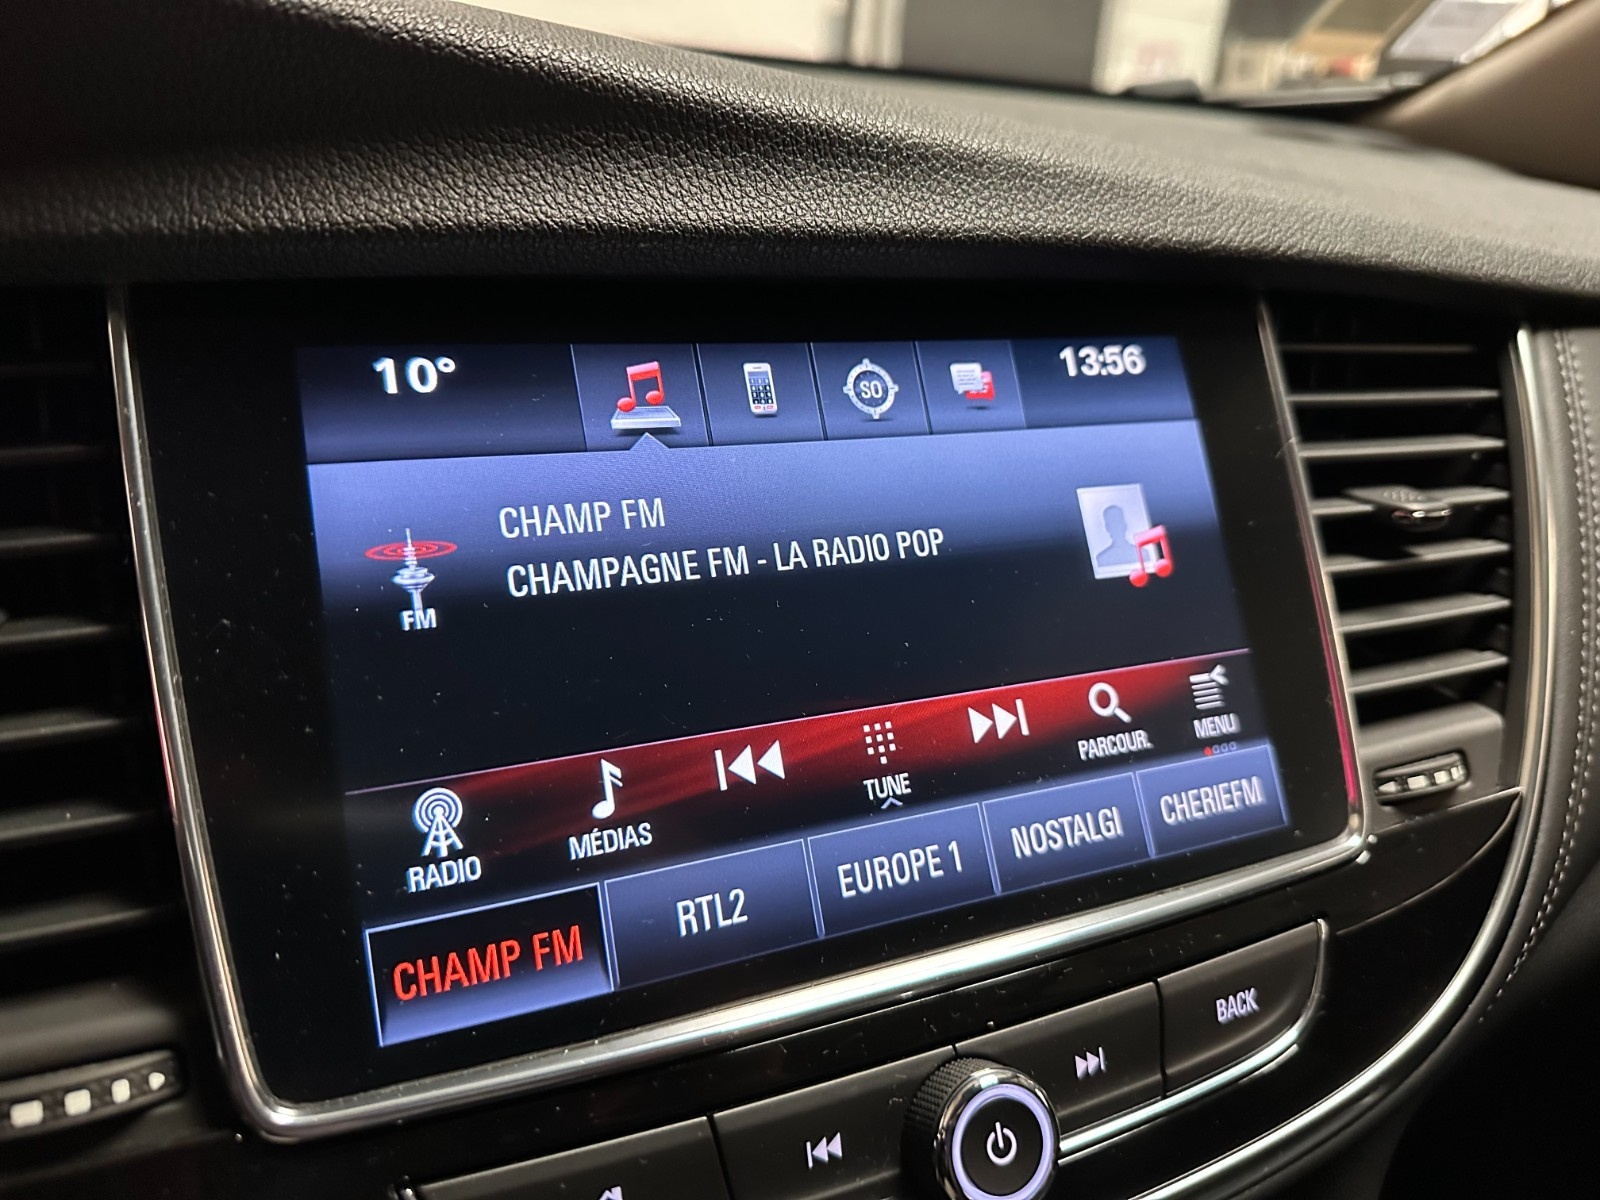 10°
SO
13:56
CHAMP FM
CHAMPAGNE FM - LA RADIO POP
FM
RADIO
MÉDIAS
TUNE
PARCOUR.
MENU
CHAMP FM
RTL2
EUROPE 1
NOSTALGI
CHERIEFM
BACK